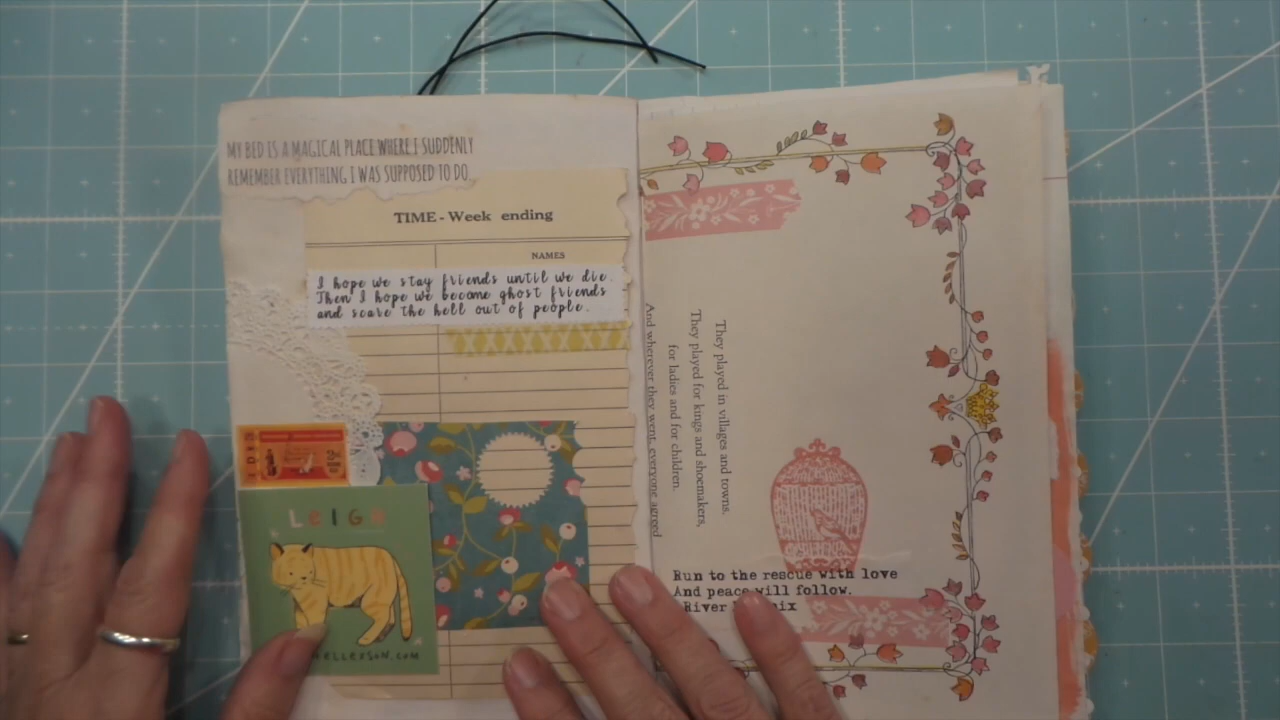 MY BED IS A MAGICAL PLACE WHERE I SUDDENLY
REMEMBER EVERYTHING I WAS SUPPOSED TO DO
TIME - Week ending
NAMES
I hope we stay friends until we die.
Then I hope we become ghost friends
and scare the hell out of people.
LeIGh
They played in villages and towns.
They played for kings and shoemakers,
for ladies and for children.
And wherever they went, everyone agreed
Run to the rescue with love
And peace will follow.
River